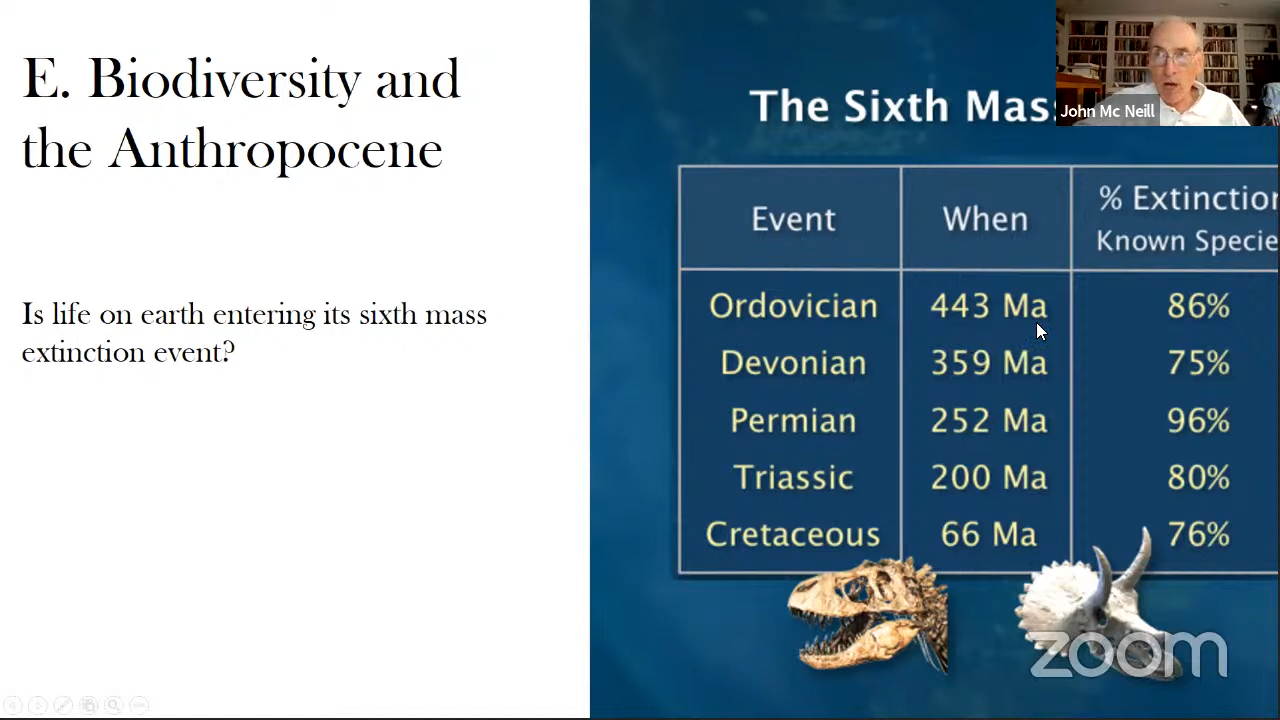 E. Biodiversity and
the Anthropocene
Is life on earth entering its sixth mass
extinction event?
The Sixth Mas
John Mc Neill
Event When % Extinction
Known Specie
Ordovician 443 Ma 86%
Devonian 359 Ma 75%
Permian 252 Ma 96%
Triassic 200 Ma 80%
Cretaceous 66 Ma 76%
zoom